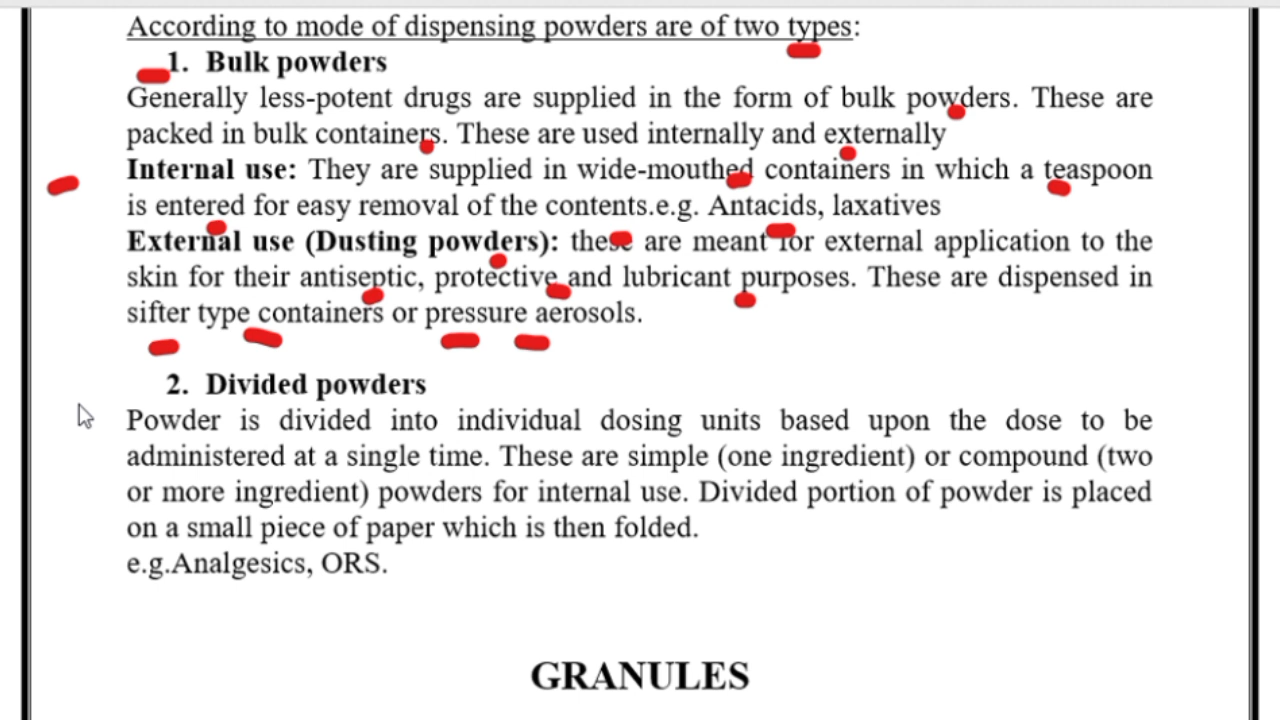 According to mode of dispensing powders are of two types:
1. Bulk powders
Generally less-potent drugs are supplied in the form of bulk powders. These are
packed in bulk containers. These are used internally and externally
Internal use: They are supplied in wide-mouthed containers in which a teaspoon
is entered for easy removal of the contents.e.g. Antacids, laxatives
External use (Dusting powders): these are meant for external application to the
skin for their antiseptic, protective and lubricant purposes. These are dispensed in
sifter type containers or pressure aerosols.
2. Divided powders
Powder is divided into individual dosing units based upon the dose to be
administered at a single time. These are simple (one ingredient) or compound (two
or more ingredient) powders for internal use. Divided portion of powder is placed
on a small piece of paper which is then folded.
e.g.Analgesics, ORS.
GRANULES